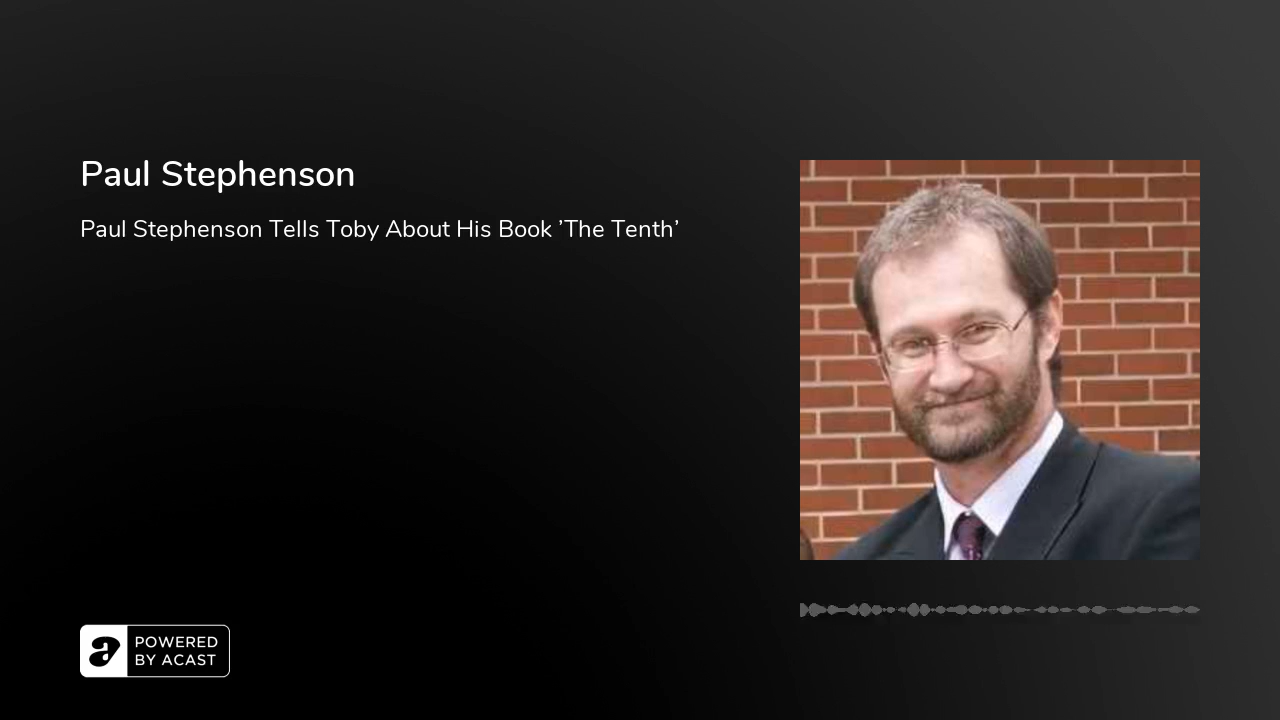 Paul Stephenson
Paul Stephenson Tells Toby About His Book ’The Tenth’
POWERED
BY ACAST